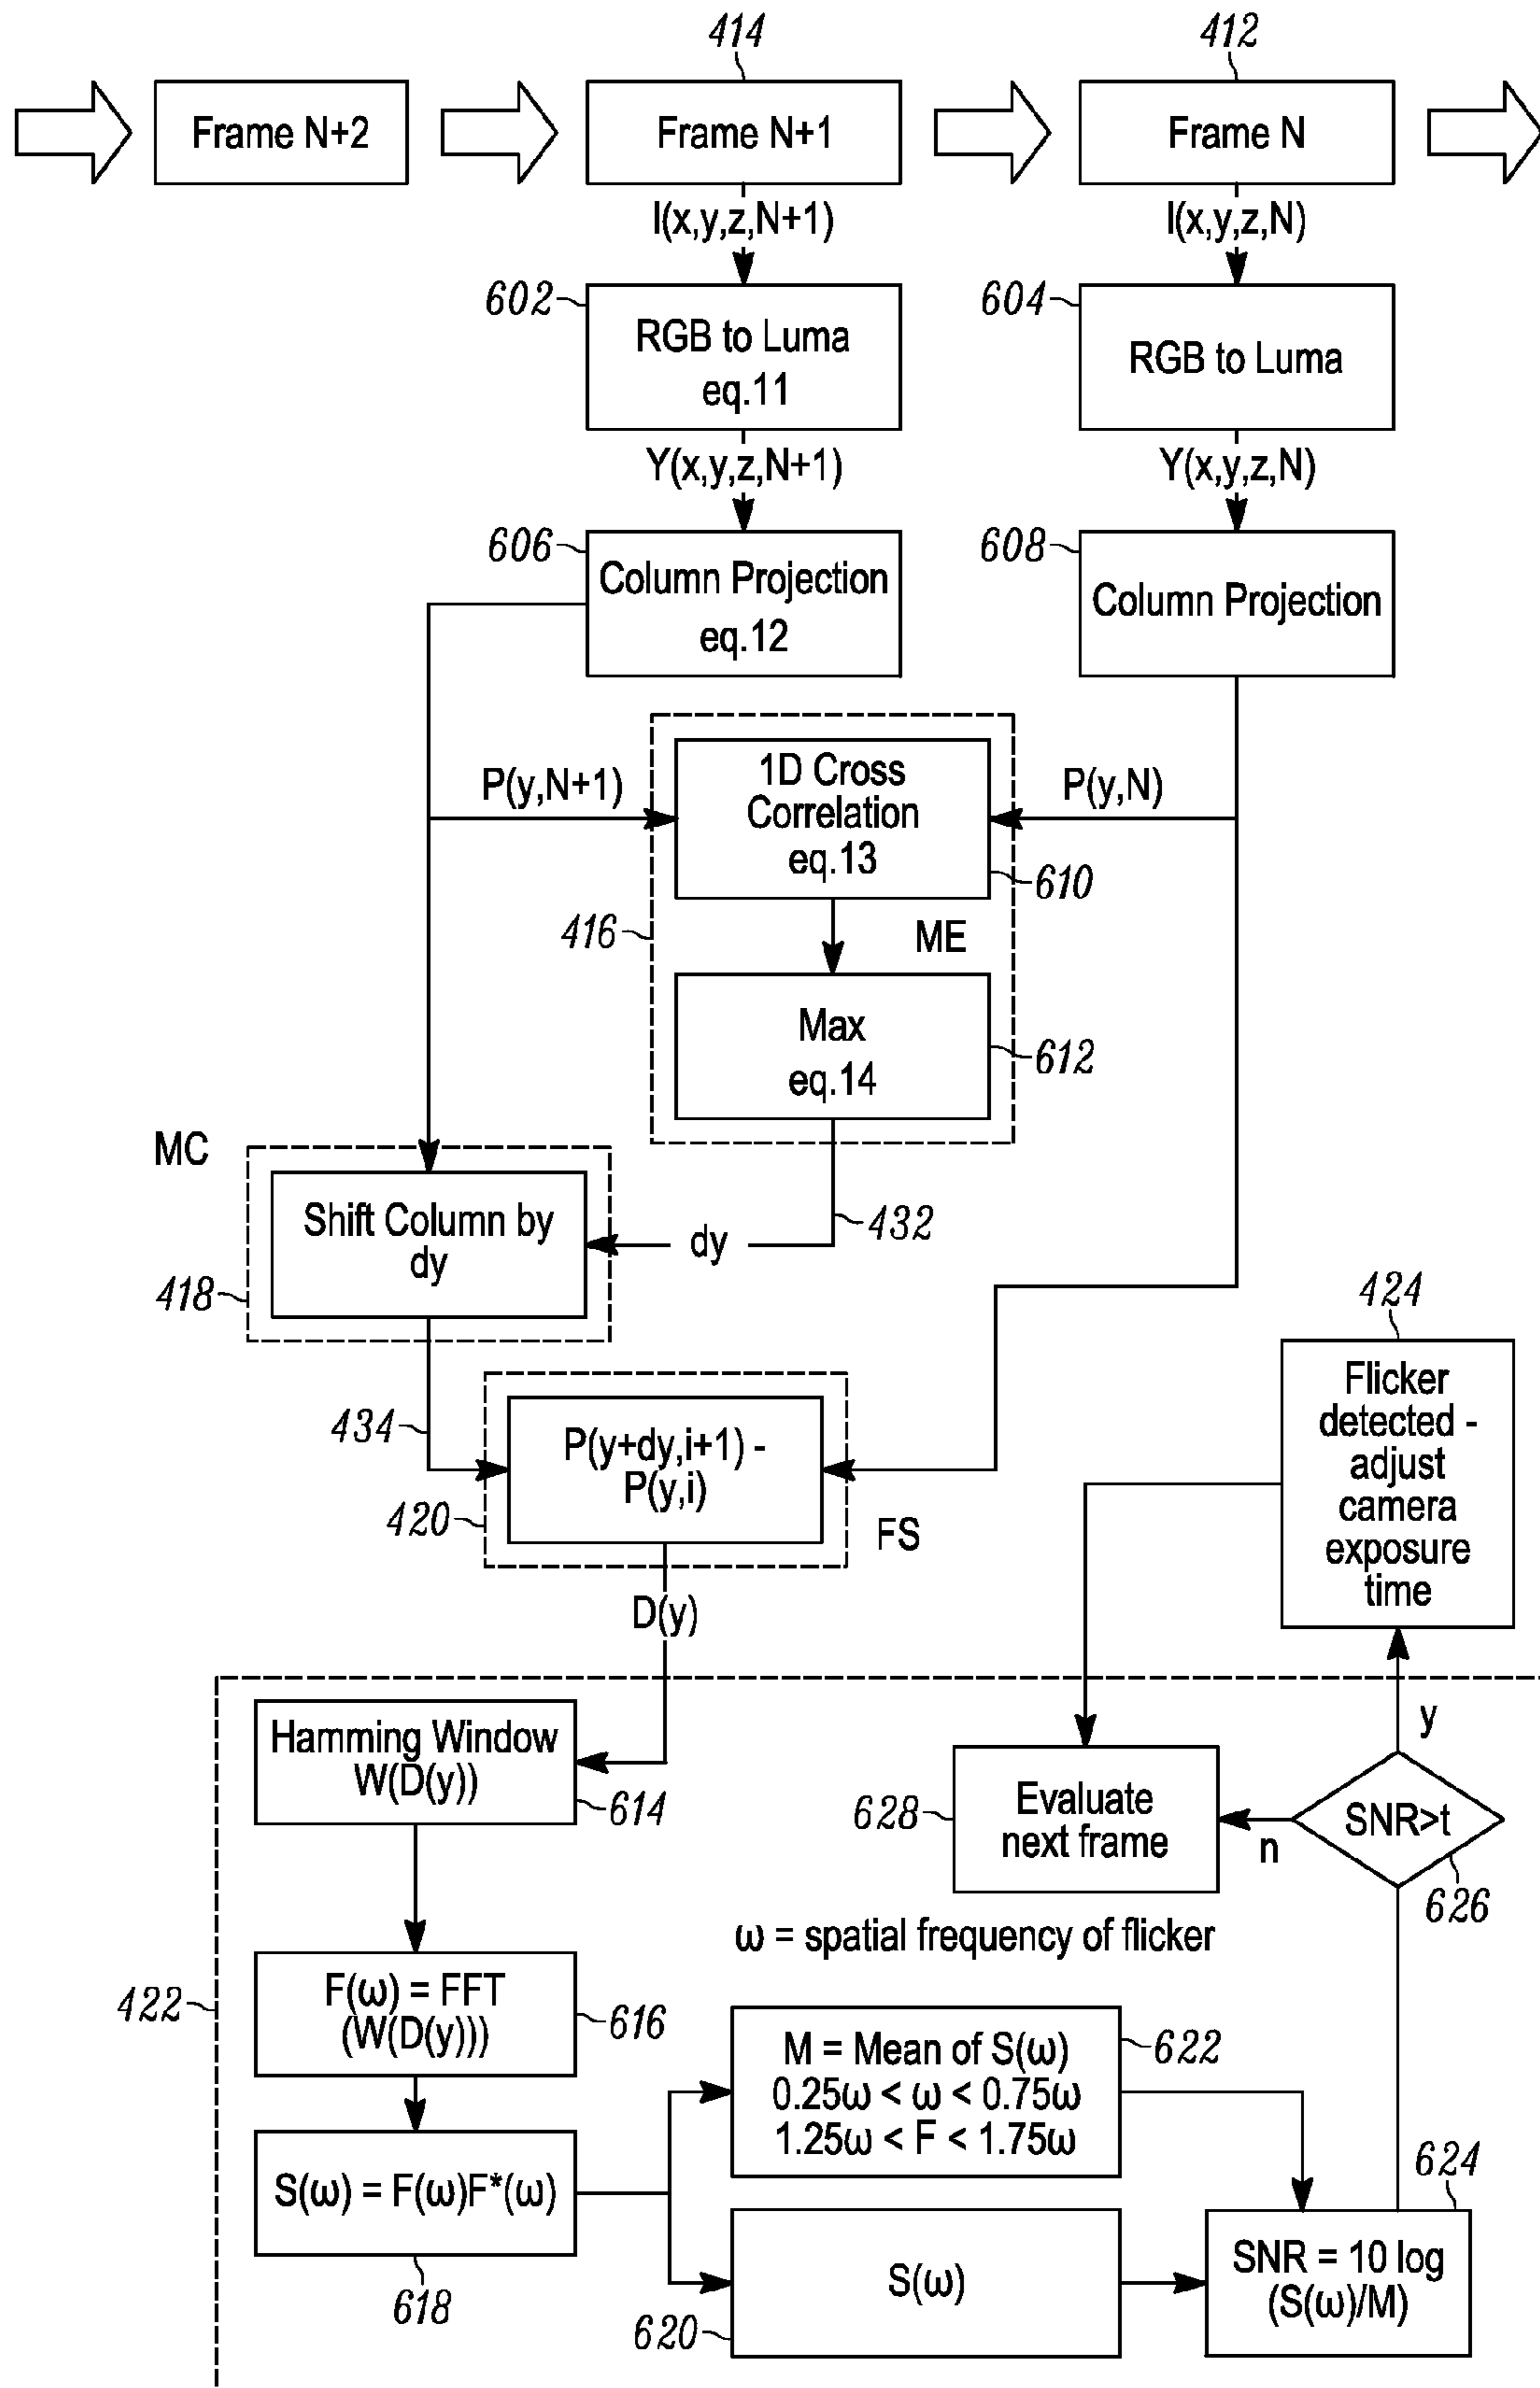 414
412
Frame N+2
Frame N+1
Frame N
I(x,y,z,N+1)
I(x,y,z,N)
602
RGB to Luma
eq.11
604
RGB to Luma
Y(x,y,z,N+1)
Y(x,y,z,N)
606
Column Projection
eq.12
608
Column Projection
P(y,N+1)
1D Cross
Correlation
eq.13
P(y,N)
610
416
ME
Max
eq.14
612
MC
Shift Column by
dy
dy
432
418
424
Flicker
detected -
adjust
camera
exposure
time
434
P(y+dy,i+1) -
P(y,i)
420
FS
D(y)
Hamming Window
W(D(y))
614
y
628
Evaluate
next frame
n
SNR>t
626
ω = spatial frequency of flicker
422
F(ω) = FFT
(W(D(y)))
616
M = Mean of S(ω)
0.25ω < ω < 0.75ω
1.25ω < F < 1.75ω
622
S(ω) = F(ω)F*(ω)
618
S(ω)
620
624
SNR = 10 log
(S(ω)/M)